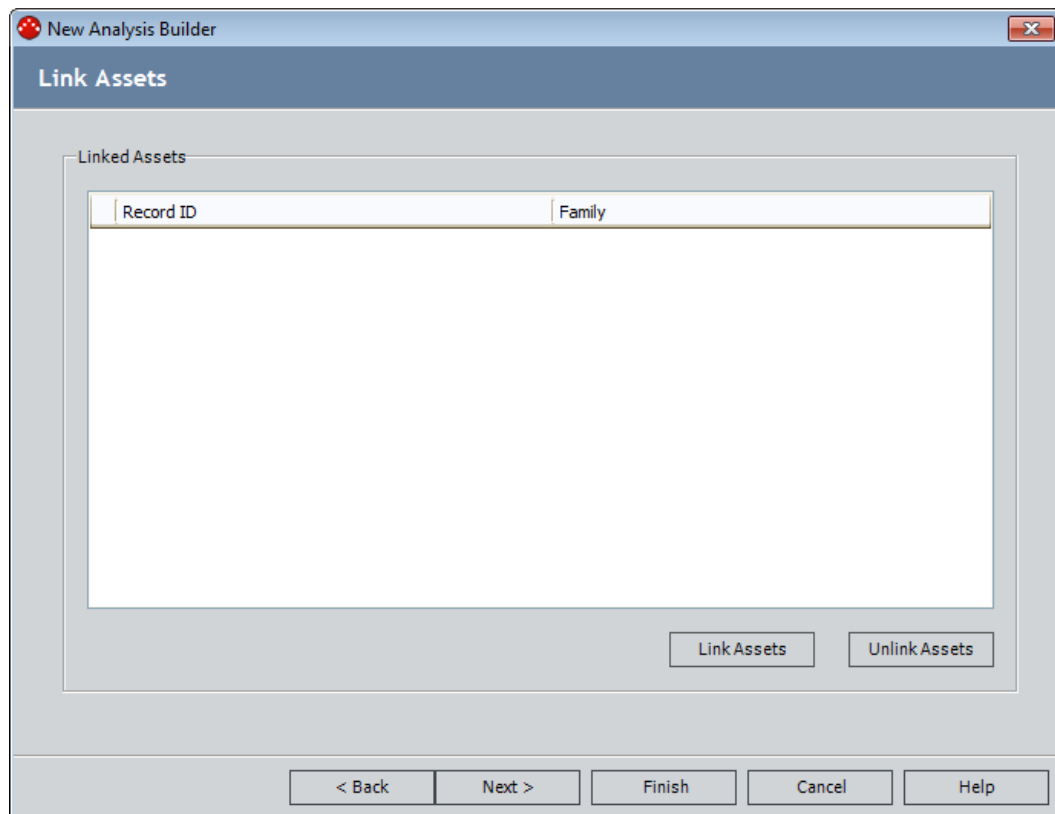 New Analysis Builder
Link Assets
Linked Assets
Record ID Family
Link Assets Unlink Assets
< Back Next > Finish Cancel Help